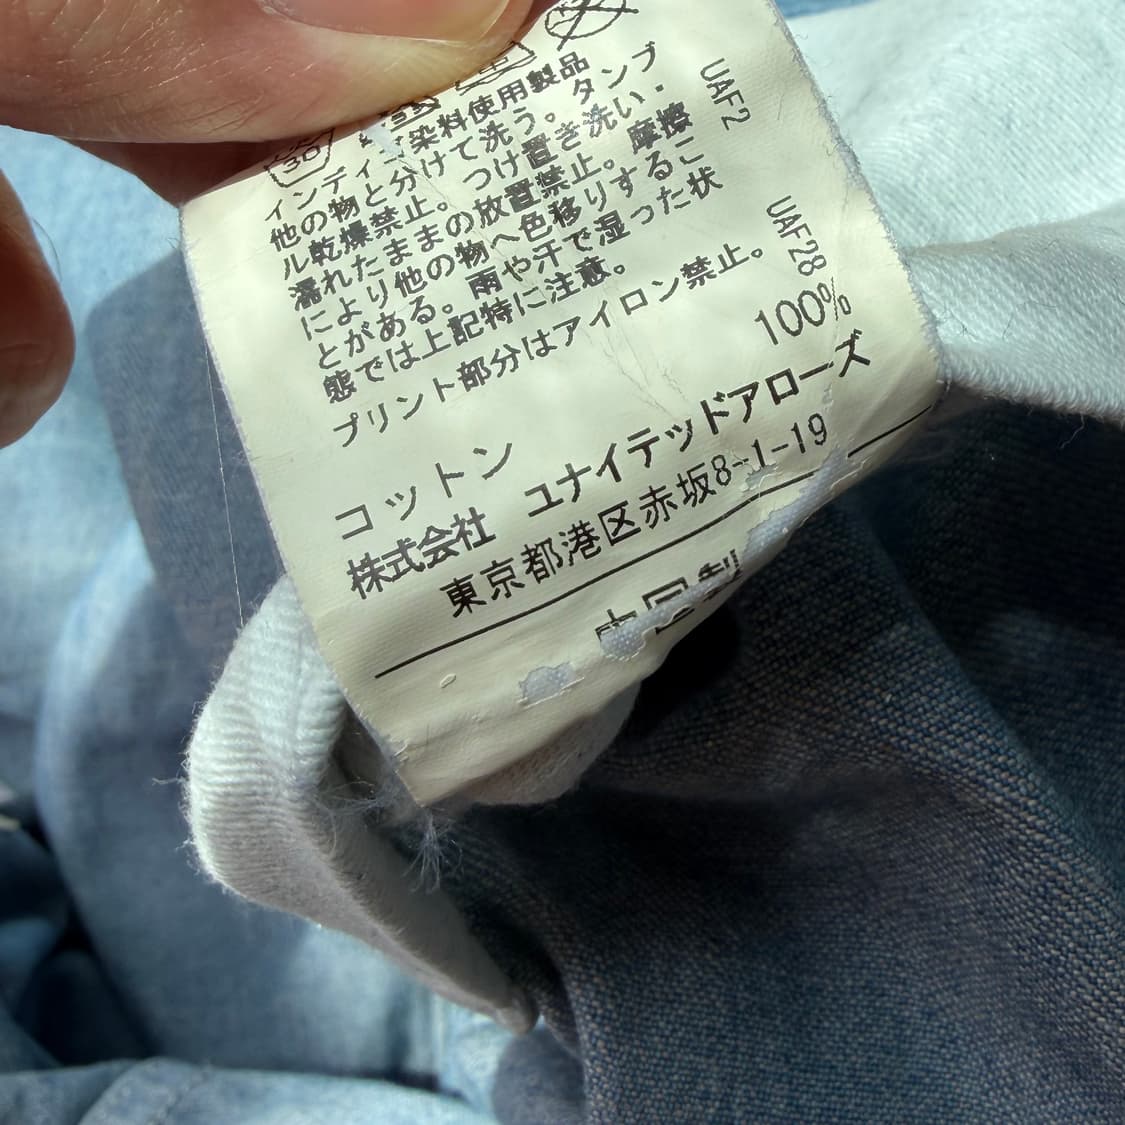 30
インディゴ染料使用製品
他の物と分けて洗う。タンブ
ル乾燥禁止。つけ置き洗い・
濡れたままの放置禁止。摩擦
により他の物へ色移りするこ
とがある。雨や汗で湿った状
態では上記特に注意。
プリント部分はアイロン禁止。
UAF2
UAF28
コットン 100%
株式会社 ユナイテッドアローズ
東京都港区赤坂8-1-19
中国製